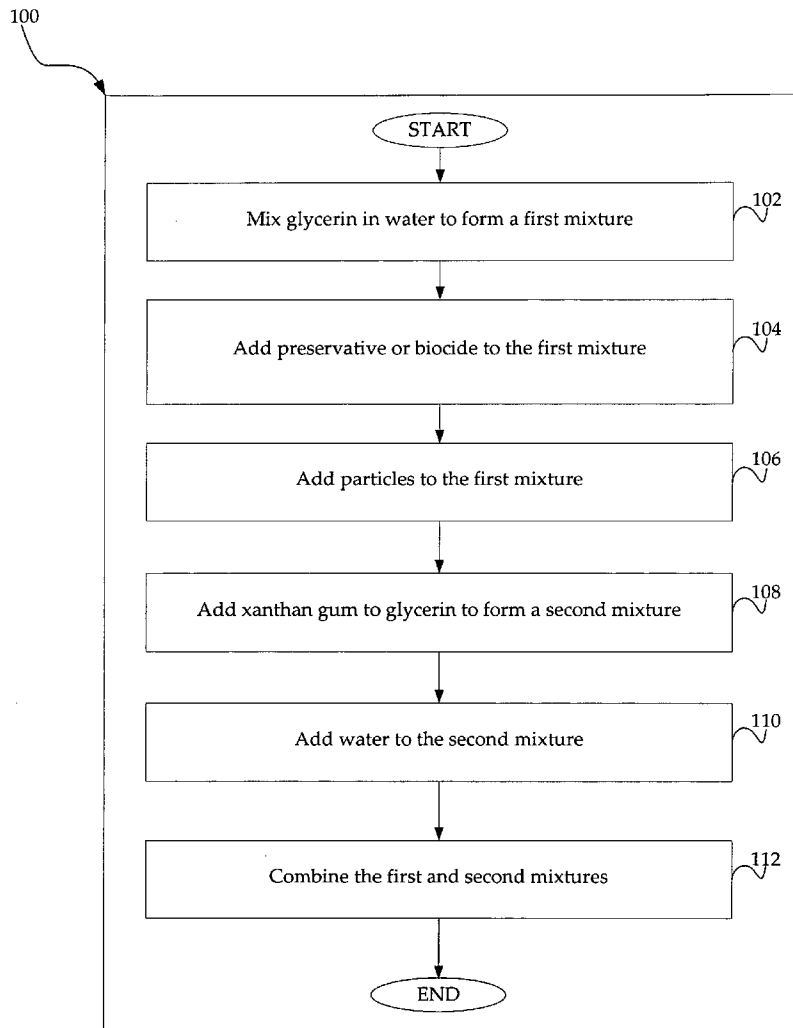 100
START
Mix glycerin in water to form a first mixture
102
Add preservative or biocide to the first mixture
104
Add particles to the first mixture
106
Add xanthan gum to glycerin to form a second mixture
108
Add water to the second mixture
110
Combine the first and second mixtures
112
END